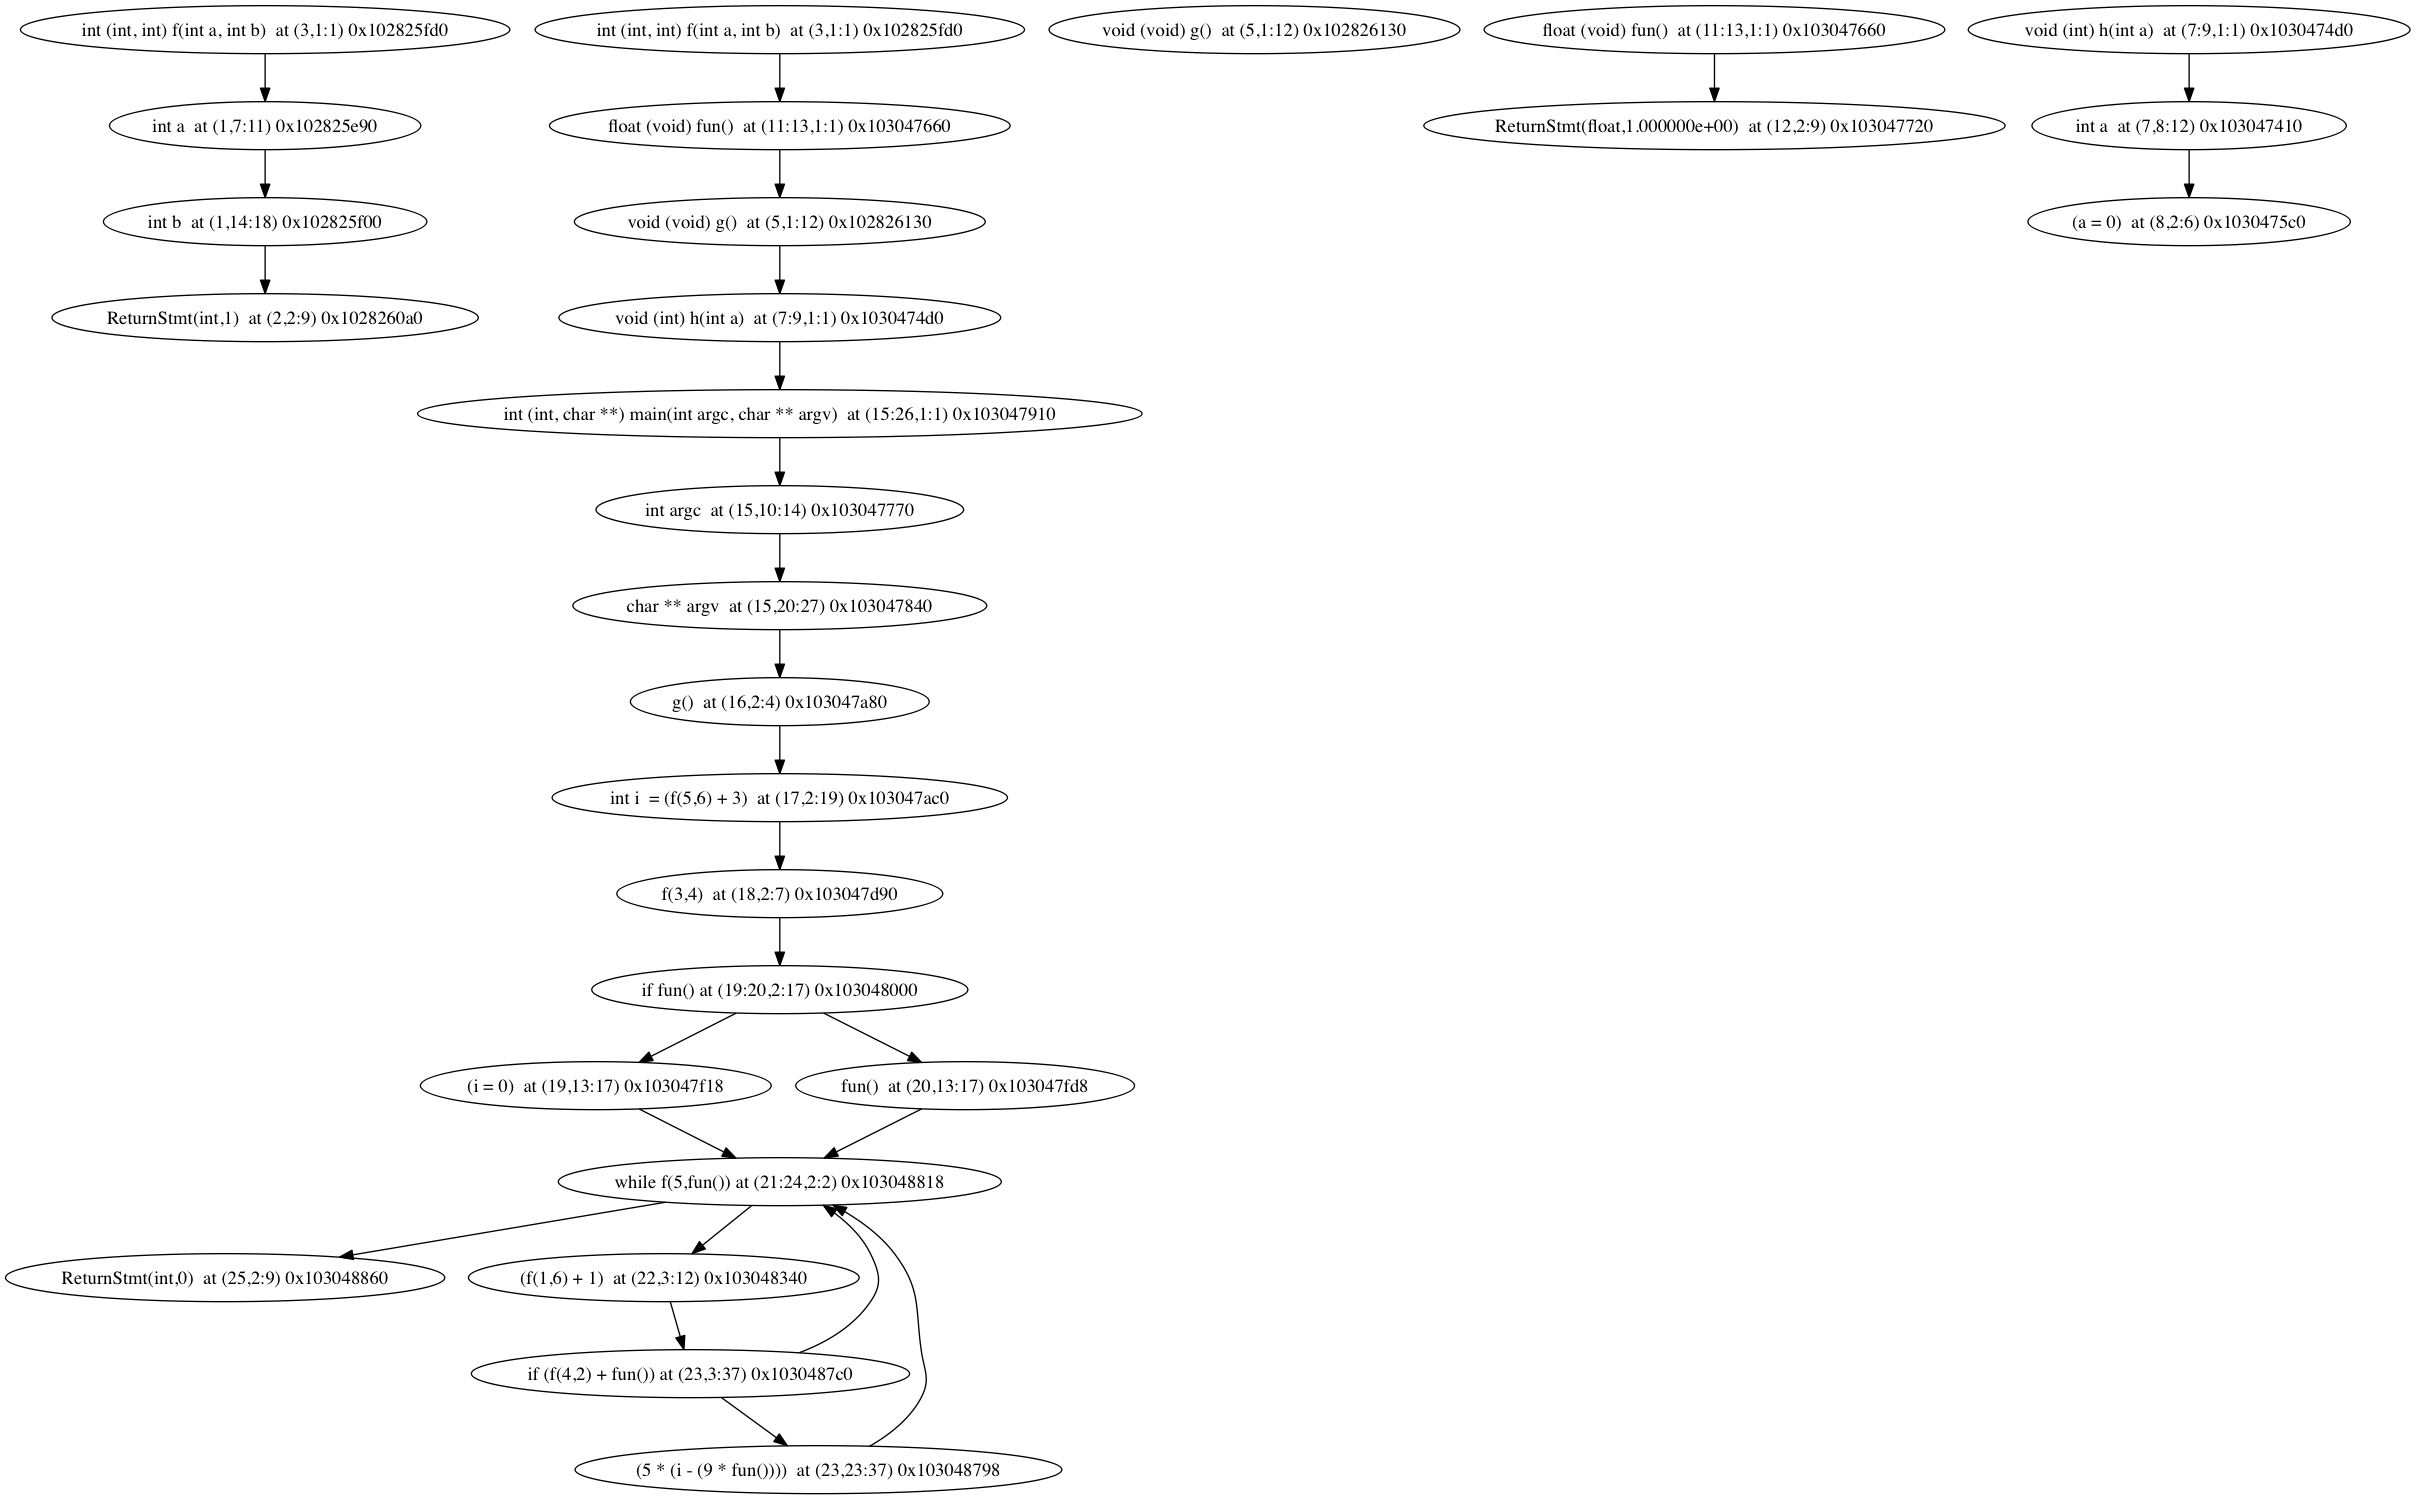 int (int, int) f(int a, int b)  at (3,1:1) 0x102825fd0
int (int, int) f(int a, int b)  at (3,1:1) 0x102825fd0
void (void) g()  at (5,1:12) 0x102826130
float (void) fun()  at (11:13,1:1) 0x103047660
void (int) h(int a)  at (7:9,1:1) 0x1030474d0
int a  at (1,7:11) 0x102825e90
float (void) fun()  at (11:13,1:1) 0x103047660
ReturnStmt(float,1.000000e+00)  at (12,2:9) 0x103047720
int a  at (7,8:12) 0x103047410
int b  at (1,14:18) 0x102825f00
void (void) g()  at (5,1:12) 0x102826130
(a = 0)  at (8,2:6) 0x1030475c0
ReturnStmt(int,1)  at (2,2:9) 0x1028260a0
void (int) h(int a)  at (7:9,1:1) 0x1030474d0
int (int, char **) main(int argc, char ** argv)  at (15:26,1:1) 0x103047910
int argc  at (15,10:14) 0x103047770
char ** argv  at (15,20:27) 0x103047840
g()  at (16,2:4) 0x103047a80
int i  = (f(5,6) + 3)  at (17,2:19) 0x103047ac0
f(3,4)  at (18,2:7) 0x103047d90
if fun() at (19:20,2:17) 0x103048000
(i = 0)  at (19,13:17) 0x103047f18
fun()  at (20,13:17) 0x103047fd8
while f(5,fun()) at (21:24,2:2) 0x103048818
ReturnStmt(int,0)  at (25,2:9) 0x103048860
(f(1,6) + 1)  at (22,3:12) 0x103048340
if (f(4,2) + fun()) at (23,3:37) 0x1030487c0
(5 * (i - (9 * fun())))  at (23,23:37) 0x103048798